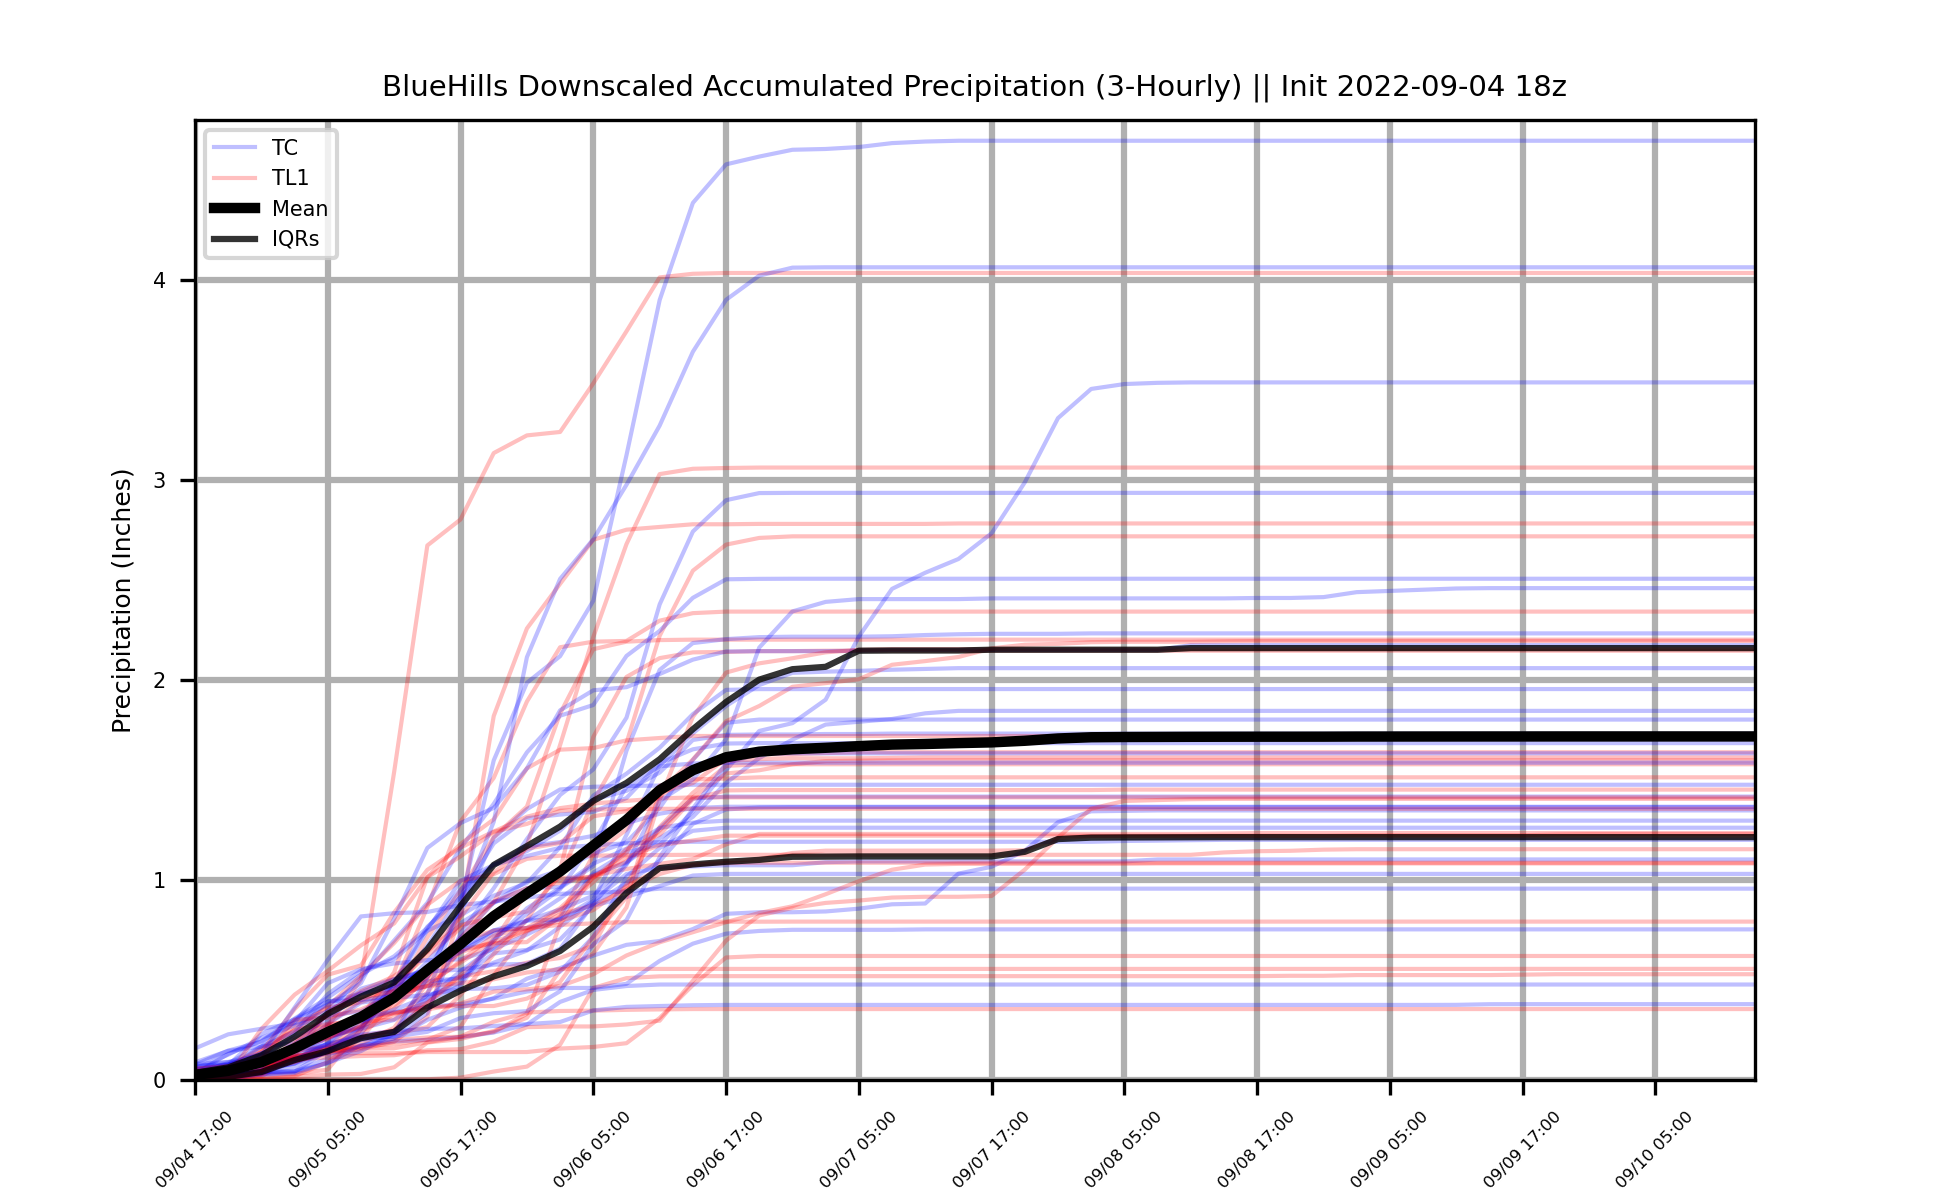 BlueHills Downscaled Accumulated Precipitation (3-Hourly) || Init 2022-09-04 18z
TC
TL1
Mean
IQRs
Precipitation (Inches)
4
3
2
1
0
09/04 17:00
09/05 05:00
09/05 17:00
09/06 05:00
09/06 17:00
09/07 05:00
09/07 17:00
09/08 05:00
09/08 17:00
09/09 05:00
09/09 17:00
09/10 05:00